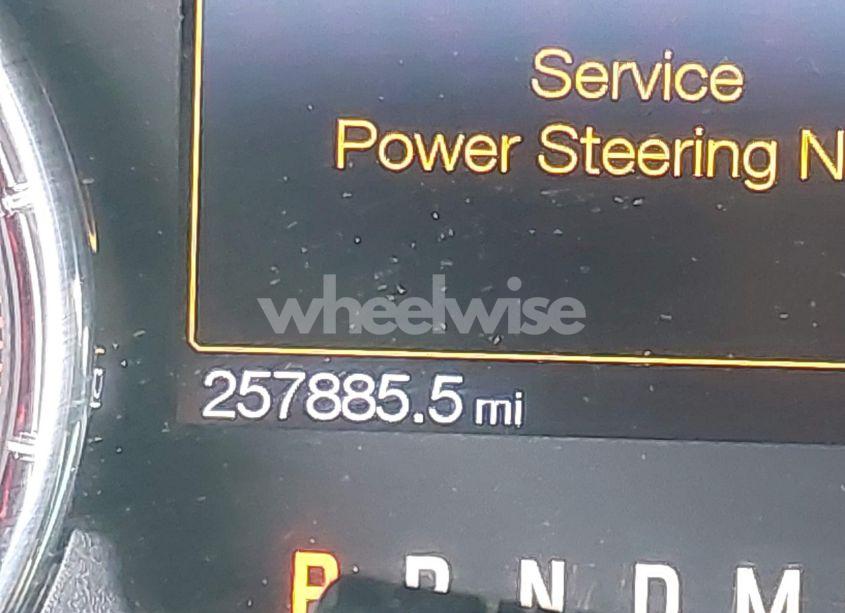 Service
Power Steering N
wheelwise
257885.5 mi
P R N D M